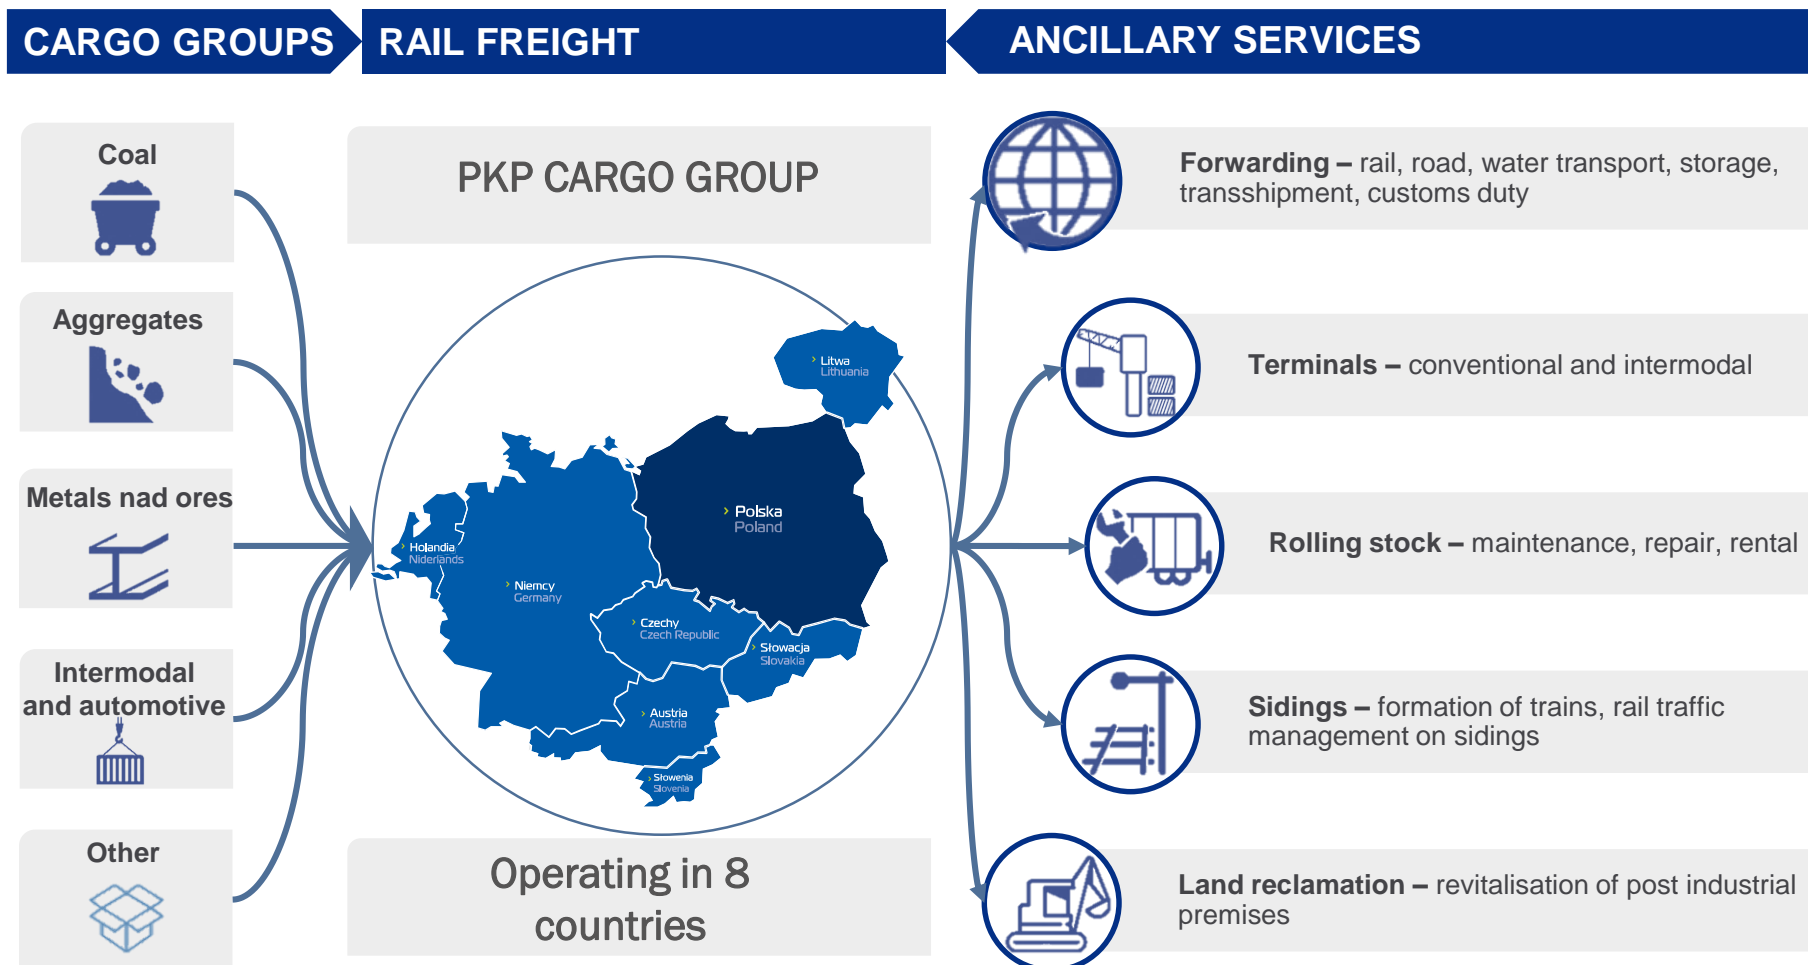 CARGO GROUPS
RAIL FREIGHT
ANCILLARY SERVICES
Coal
Aggregates
Metals nad ores
Intermodal
and automotive
Other
PKP CARGO GROUP
› Litwa
Lithuania
› Polska
Poland
› Holandia
Niderlands
› Niemcy
Germany
› Czechy
Czech Republic
› Słowacja
Slovakia
› Austria
Austria
› Słowenia
Slovenia
Operating in 8
countries
Forwarding – rail, road, water transport, storage,
transshipment, customs duty
Terminals – conventional and intermodal
Rolling stock – maintenance, repair, rental
Sidings – formation of trains, rail traffic
management on sidings
Land reclamation – revitalisation of post industrial
premises